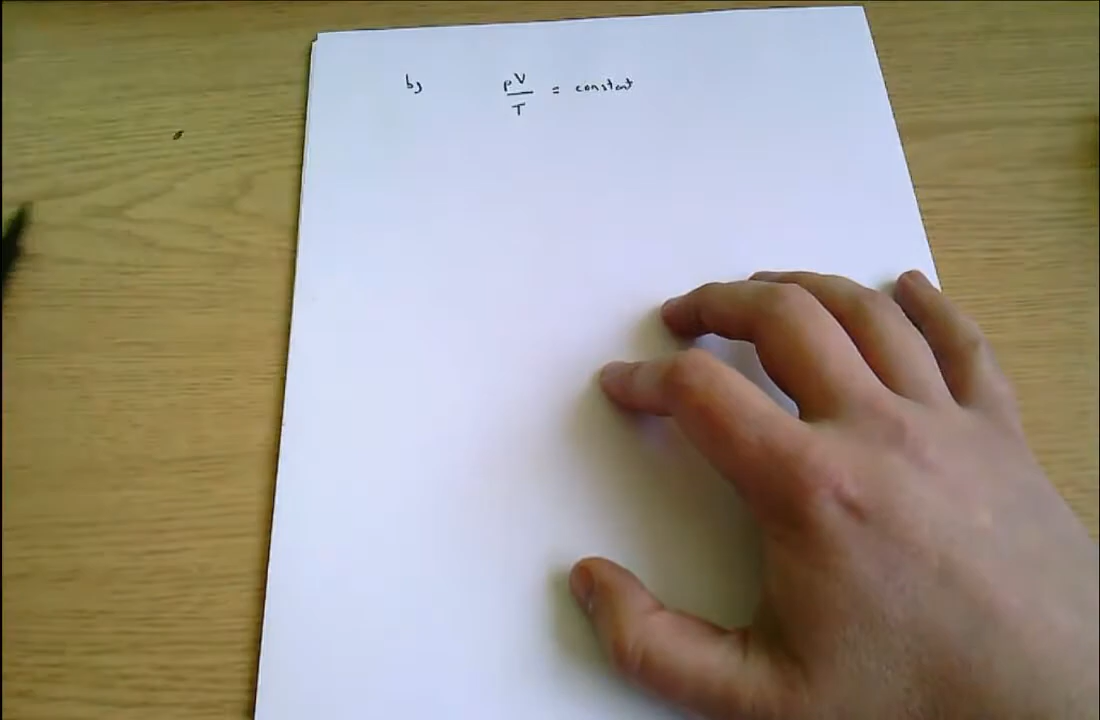 b) pV/T = constant